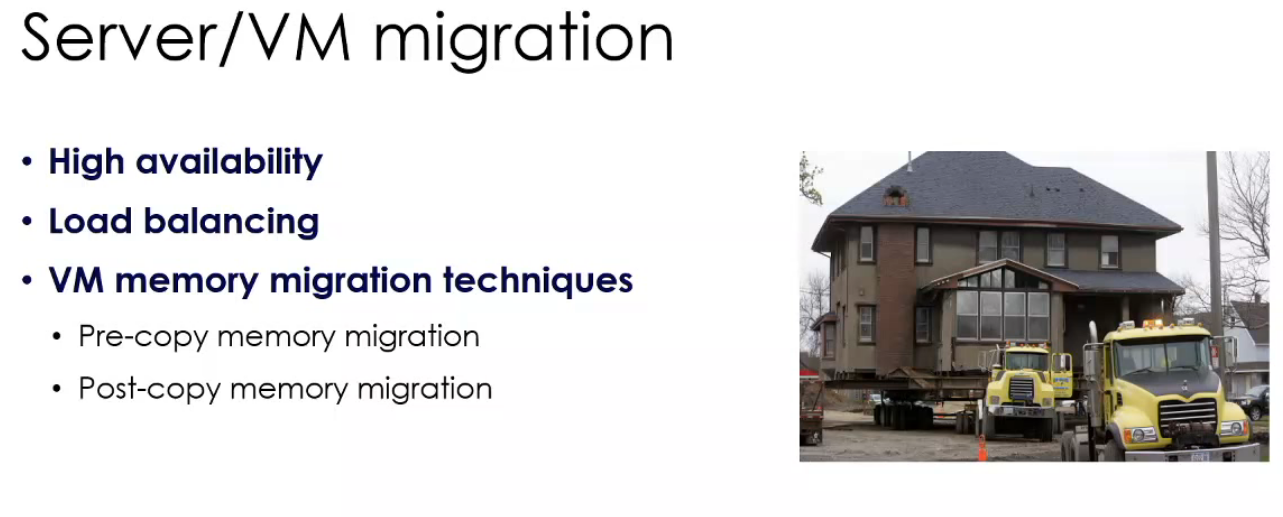 Server/VM migration
• High availability
• Load balancing
• VM memory migration techniques
• Pre-copy memory migration
• Post-copy memory migration